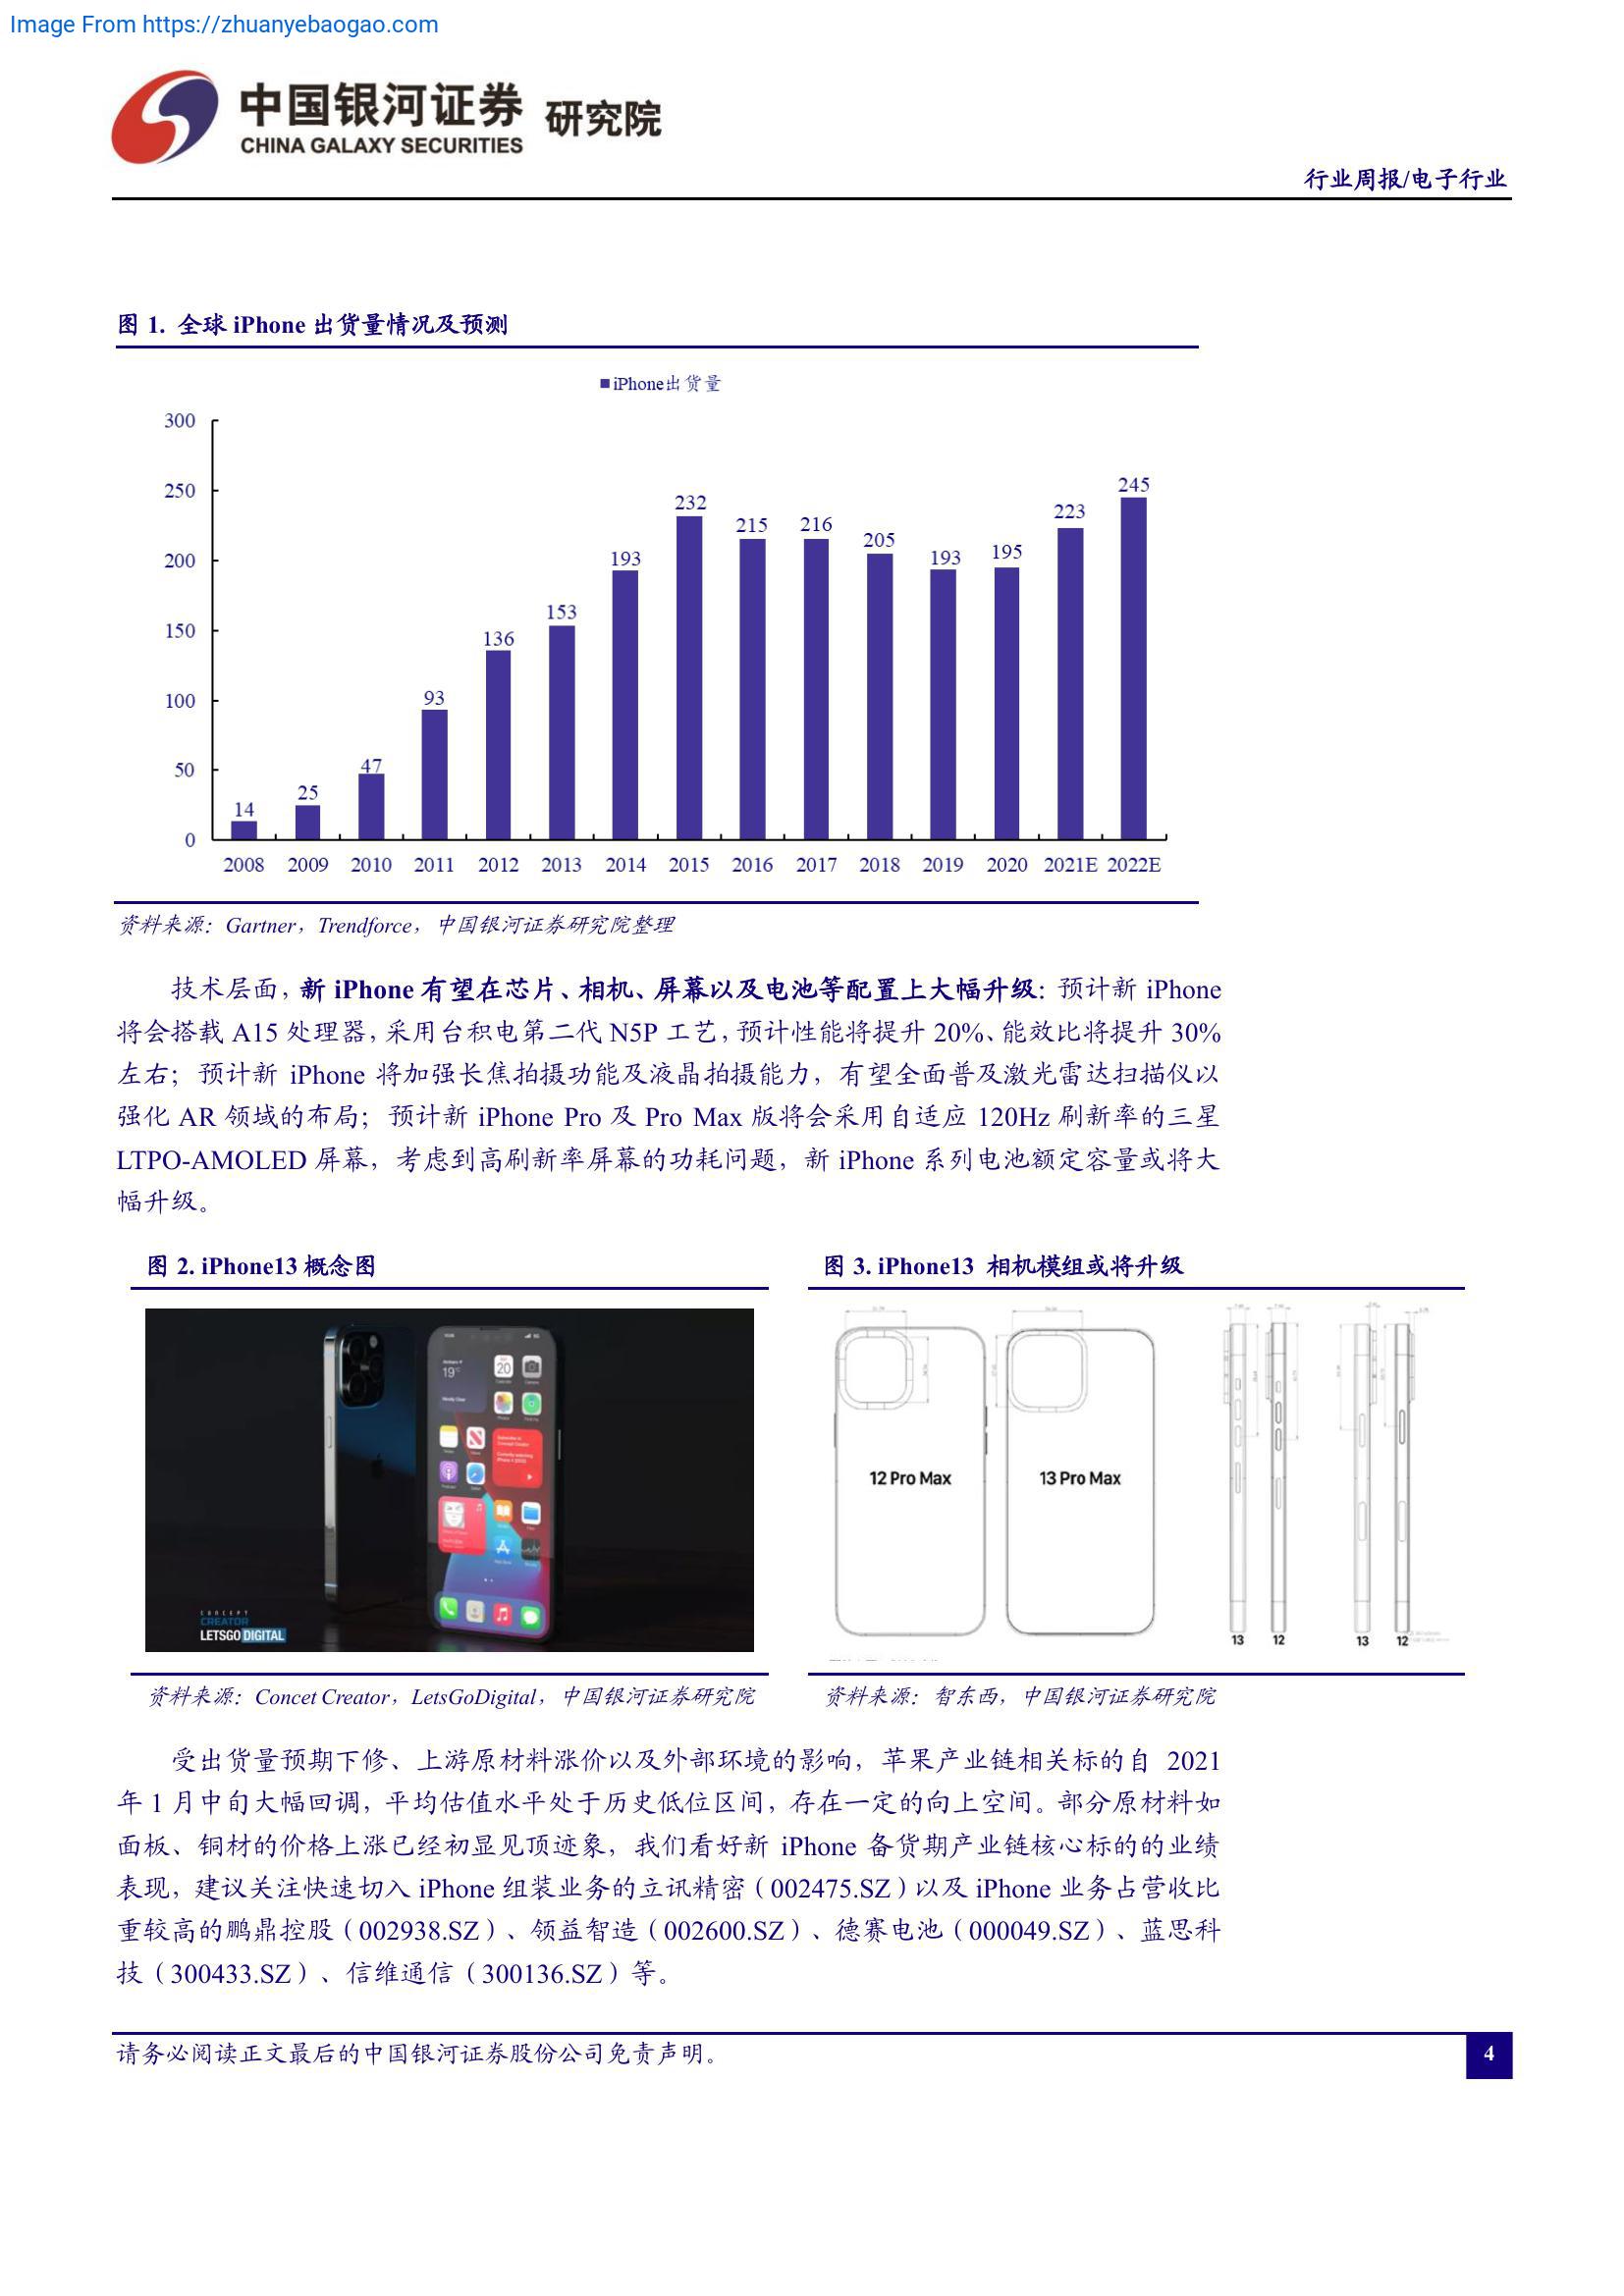 Image From https://zhuanyebaogao.com
中国银河证券 研究院
CHINA GALAXY SECURITIES
行业周报/电子行业
图 1. 全球 iPhone 出货量情况及预测
iPhone出货量
300
250
200
150
100
50
0
14 25 47 93 136 153 193 232 215 216 205 193 195 223 245
2008 2009 2010 2011 2012 2013 2014 2015 2016 2017 2018 2019 2020 2021E 2022E
资料来源：Gartner，Trendforce，中国银河证券研究院整理
技术层面，新 iPhone 有望在芯片、相机、屏幕以及电池等配置上大幅升级：预计新 iPhone
将会搭载 A15 处理器，采用台积电第二代 N5P 工艺，预计性能将提升 20%、能效比将提升 30%
左右；预计新 iPhone 将加强长焦拍摄功能及液晶拍摄能力，有望全面普及激光雷达扫描仪以
强化 AR 领域的布局；预计新 iPhone Pro 及 Pro Max 版将会采用自适应 120Hz 刷新率的三星
LTPO-AMOLED 屏幕，考虑到高刷新率屏幕的功耗问题，新 iPhone 系列电池额定容量或将大
幅升级。
图 2. iPhone13 概念图
CONCEPT
CREATOR
LETSGO DIGITAL
19°
20
资料来源：Concet Creator，LetsGoDigital，中国银河证券研究院
图 3. iPhone13 相机模组或将升级
12 Pro Max
13 Pro Max
13 12 13 12
资料来源：智东西，中国银河证券研究院
受出货量预期下修、上游原材料涨价以及外部环境的影响，苹果产业链相关标的自 2021
年 1 月中旬大幅回调，平均估值水平处于历史低位区间，存在一定的向上空间。部分原材料如
面板、铜材的价格上涨已经初显见顶迹象，我们看好新 iPhone 备货期产业链核心标的的业绩
表现，建议关注快速切入 iPhone 组装业务的立讯精密（002475.SZ）以及 iPhone 业务占营收比
重较高的鹏鼎控股（002938.SZ）、领益智造（002600.SZ）、德赛电池（000049.SZ）、蓝思科
技（300433.SZ）、信维通信（300136.SZ）等。
请务必阅读正文最后的中国银河证券股份公司免责声明。
4